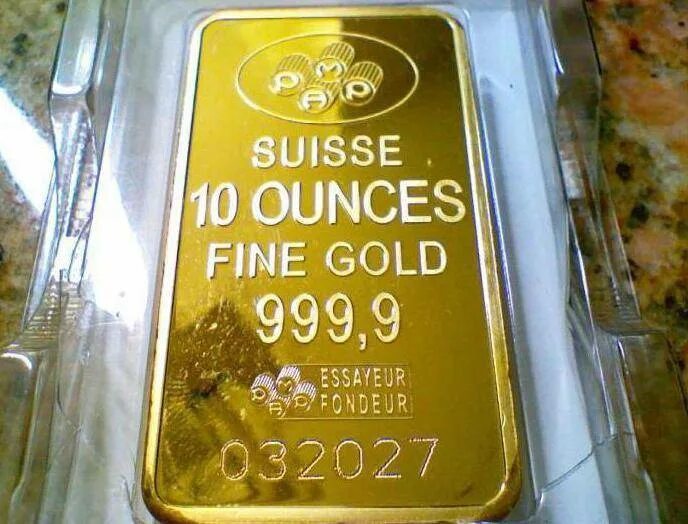 PAMP
SUISSE
10 OUNCES
FINE GOLD
999,9
PAMP
ESSAYEUR
FONDEUR
032027